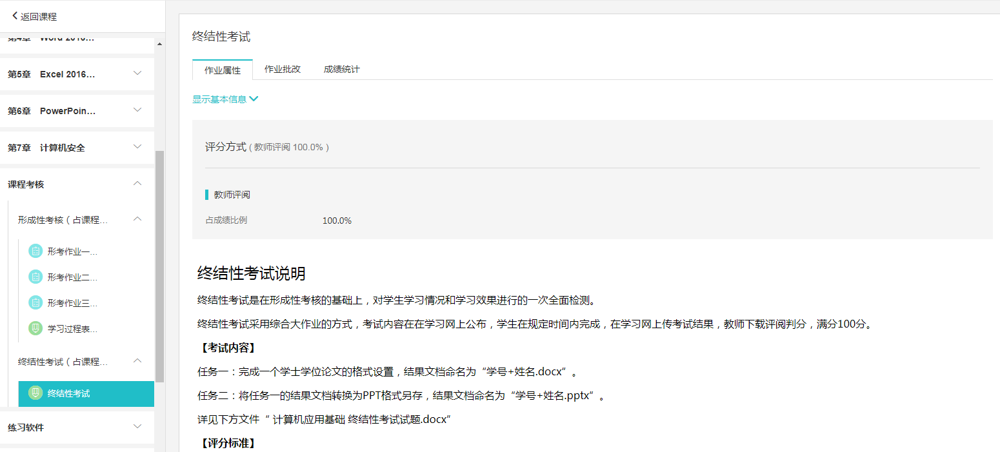 返回课程
第4章 Word 2016...
第5章 Excel 2016...
第6章 PowerPoin...
第7章 计算机安全
课程考核
形成性考核（占课程...
形考作业一...
形考作业二...
形考作业三...
学习过程表...
终结性考试（占课程...
终结性考试
练习软件
终结性考试
作业属性 作业批改 成绩统计
显示基本信息
评分方式 ( 教师评阅 100.0% )
教师评阅
占成绩比例 100.0%
终结性考试说明
终结性考试是在形成性考核的基础上，对学生学习情况和学习效果进行的一次全面检测。
终结性考试采用综合大作业的方式，考试内容在在学习网上公布，学生在规定时间内完成，在学习网上传考试结果，教师下载评阅判分，满分100分。
【考试内容】
任务一：完成一个学士学位论文的格式设置，结果文档命名为“学号+姓名.docx”。
任务二：将任务一的结果文档转换为PPT格式另存，结果文档命名为“学号+姓名.pptx”。
详见下方文件“ 计算机应用基础 终结性考试试题.docx”
【评分标准】